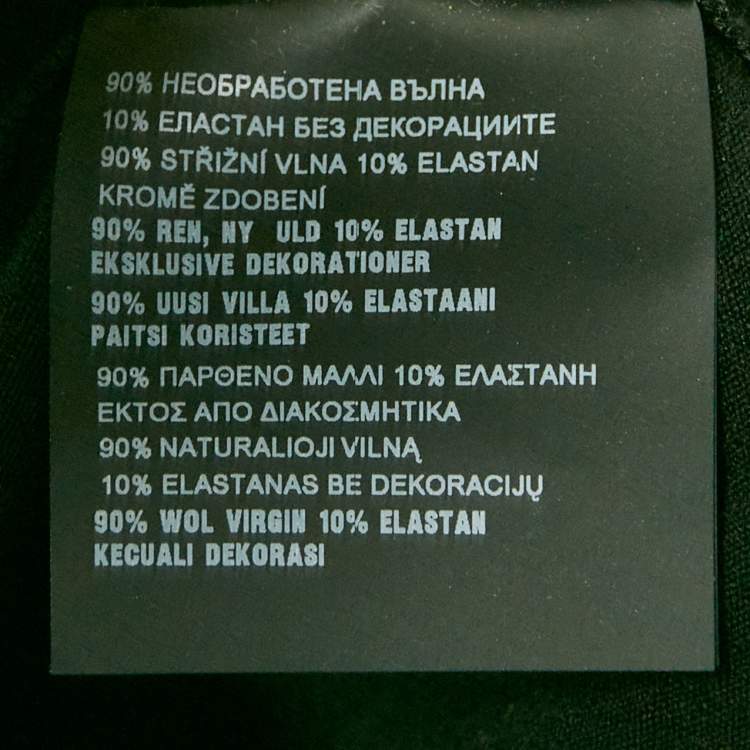 90% НЕОБРАБОТЕНА ВЪЛНА
10% ЕЛАСТАН БЕЗ ДЕКОРАЦИИТЕ
90% STŘIŽNÍ VLNA 10% ELASTAN
KROMĚ ZDOBENÍ
90% REN, NY ULD 10% ELASTAN
EKSKLUSIVE DEKORATIONER
90% UUSI VILLA 10% ELASTAANI
PAITSI KORISTEET
90% ΠΑΡΘΕΝΟ ΜΑΛΛΙ 10% ΕΛΑΣΤΑΝΗ
ΕΚΤΟΣ ΑΠΟ ΔΙΑΚΟΣΜΗΤΙΚΑ
90% NATURALIOJI VILNĄ
10% ELASTANAS BE DEKORACIJŲ
90% WOL VIRGIN 10% ELASTAN
KECUALI DEKORASI